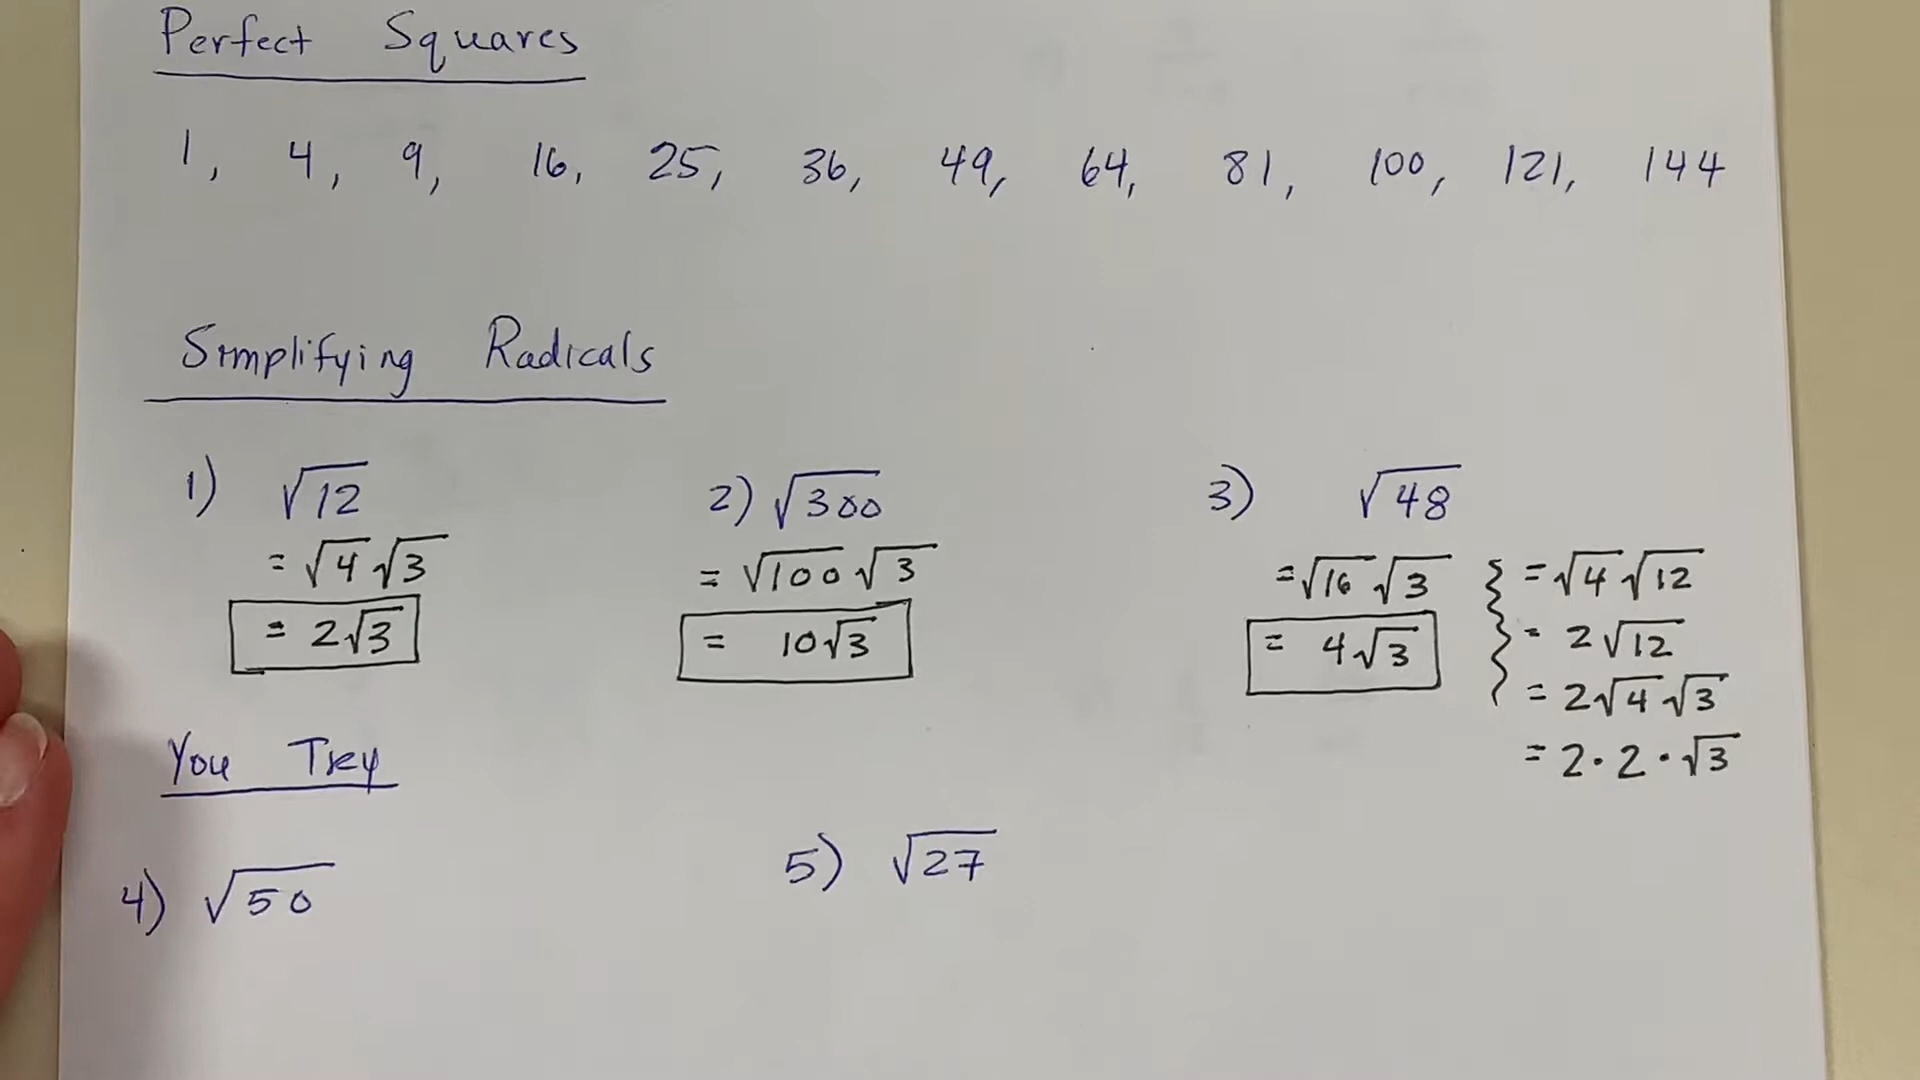 Perfect Squares
1, 4, 9, 16, 25, 36, 49, 64, 81, 100, 121, 144
Simplifying Radicals
1) √12
= √4 √3
= 2√3
2) √300
= √100 √3
= 10√3
3) √48
= √16 √3
= 4√3
= √4 √12
= 2√12
= 2√4 √3
= 2 · 2 · √3
You Try
4) √50
5) √27